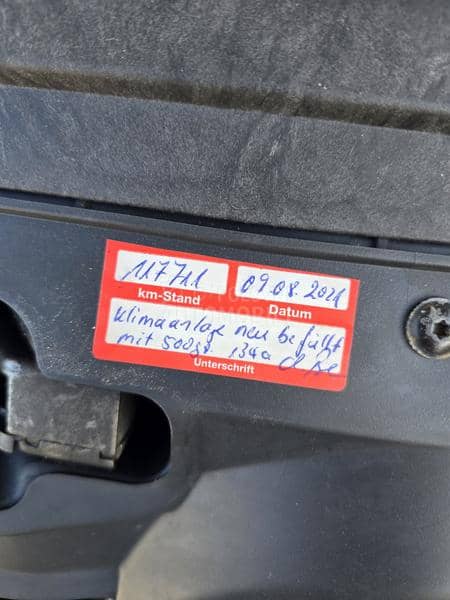 117711 09.08.2021
km-Stand Datum
Klimaanlage neu befüllt
mit 500gr. 134a
Unterschrift